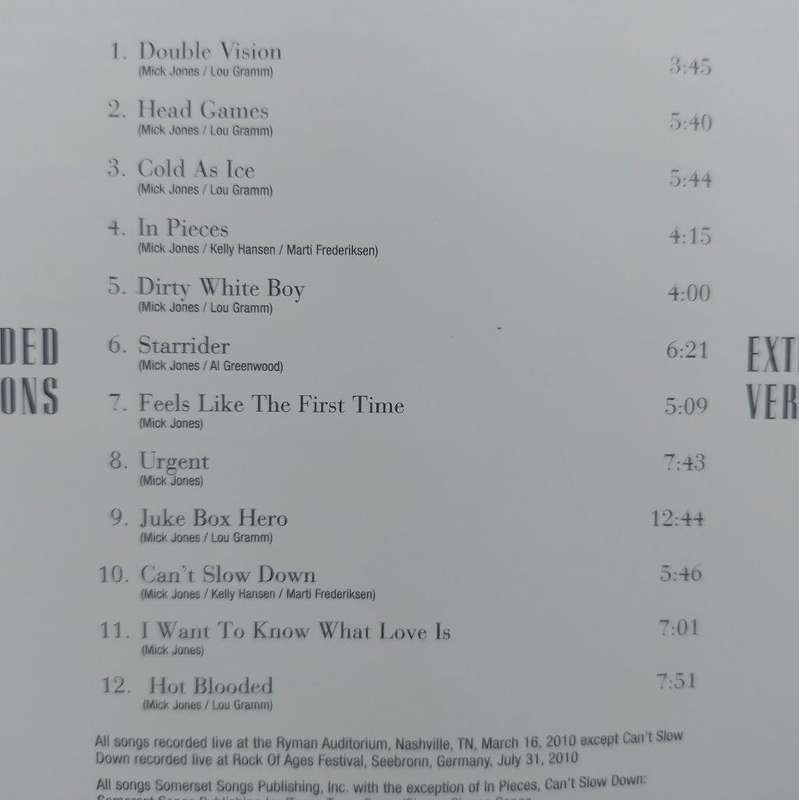 1. Double Vision 3:45
(Mick Jones / Lou Gramm)
2. Head Games 5:40
(Mick Jones / Lou Gramm)
3. Cold As Ice 5:44
(Mick Jones / Lou Gramm)
4. In Pieces 4:15
(Mick Jones / Kelly Hansen / Marti Frederiksen)
5. Dirty White Boy 4:00
(Mick Jones / Lou Gramm)
DED
ONS
6. Starrider 6:21
(Mick Jones / Al Greenwood)
EXT
VER
7. Feels Like The First Time 5:09
(Mick Jones)
8. Urgent 7:43
(Mick Jones)
9. Juke Box Hero 12:44
(Mick Jones / Lou Gramm)
10. Can't Slow Down 5:46
(Mick Jones / Kelly Hansen / Marti Frederiksen)
11. I Want To Know What Love Is 7:01
(Mick Jones)
12. Hot Blooded 7:51
(Mick Jones / Lou Gramm)
All songs recorded live at the Ryman Auditorium, Nashville, TN, March 16, 2010 except Can't Slow
Down recorded live at Rock Of Ages Festival, Seebronn, Germany, July 31, 2010
All songs Somerset Songs Publishing, Inc. with the exception of In Pieces, Can't Slow Down: